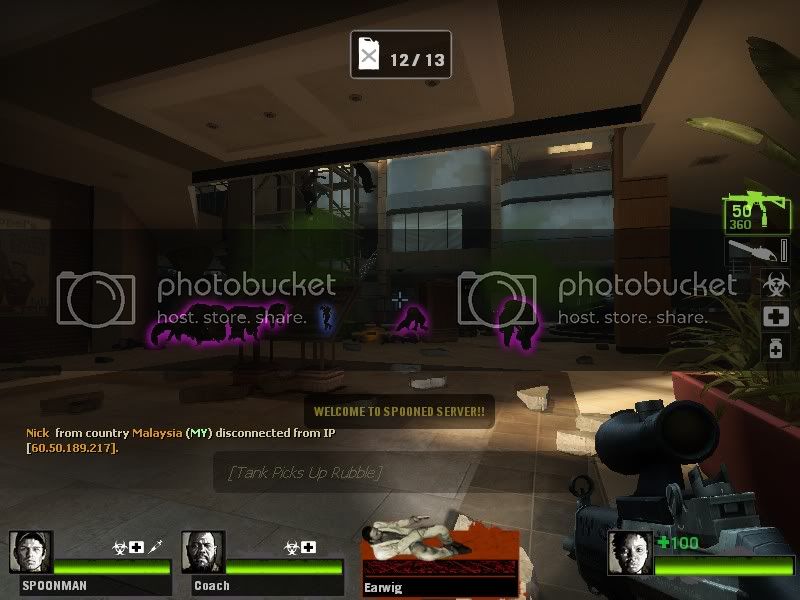 12 / 13
50
360
photobucket
host. store. share.
photobucket
host. store. share.
WELCOME TO SPOONED SERVER!!
Nick from country Malaysia (MY) disconnected from IP
[60.50.189.217].
[Tank Picks Up Rubble]
SPOONMAN
Coach
Earwig
+100